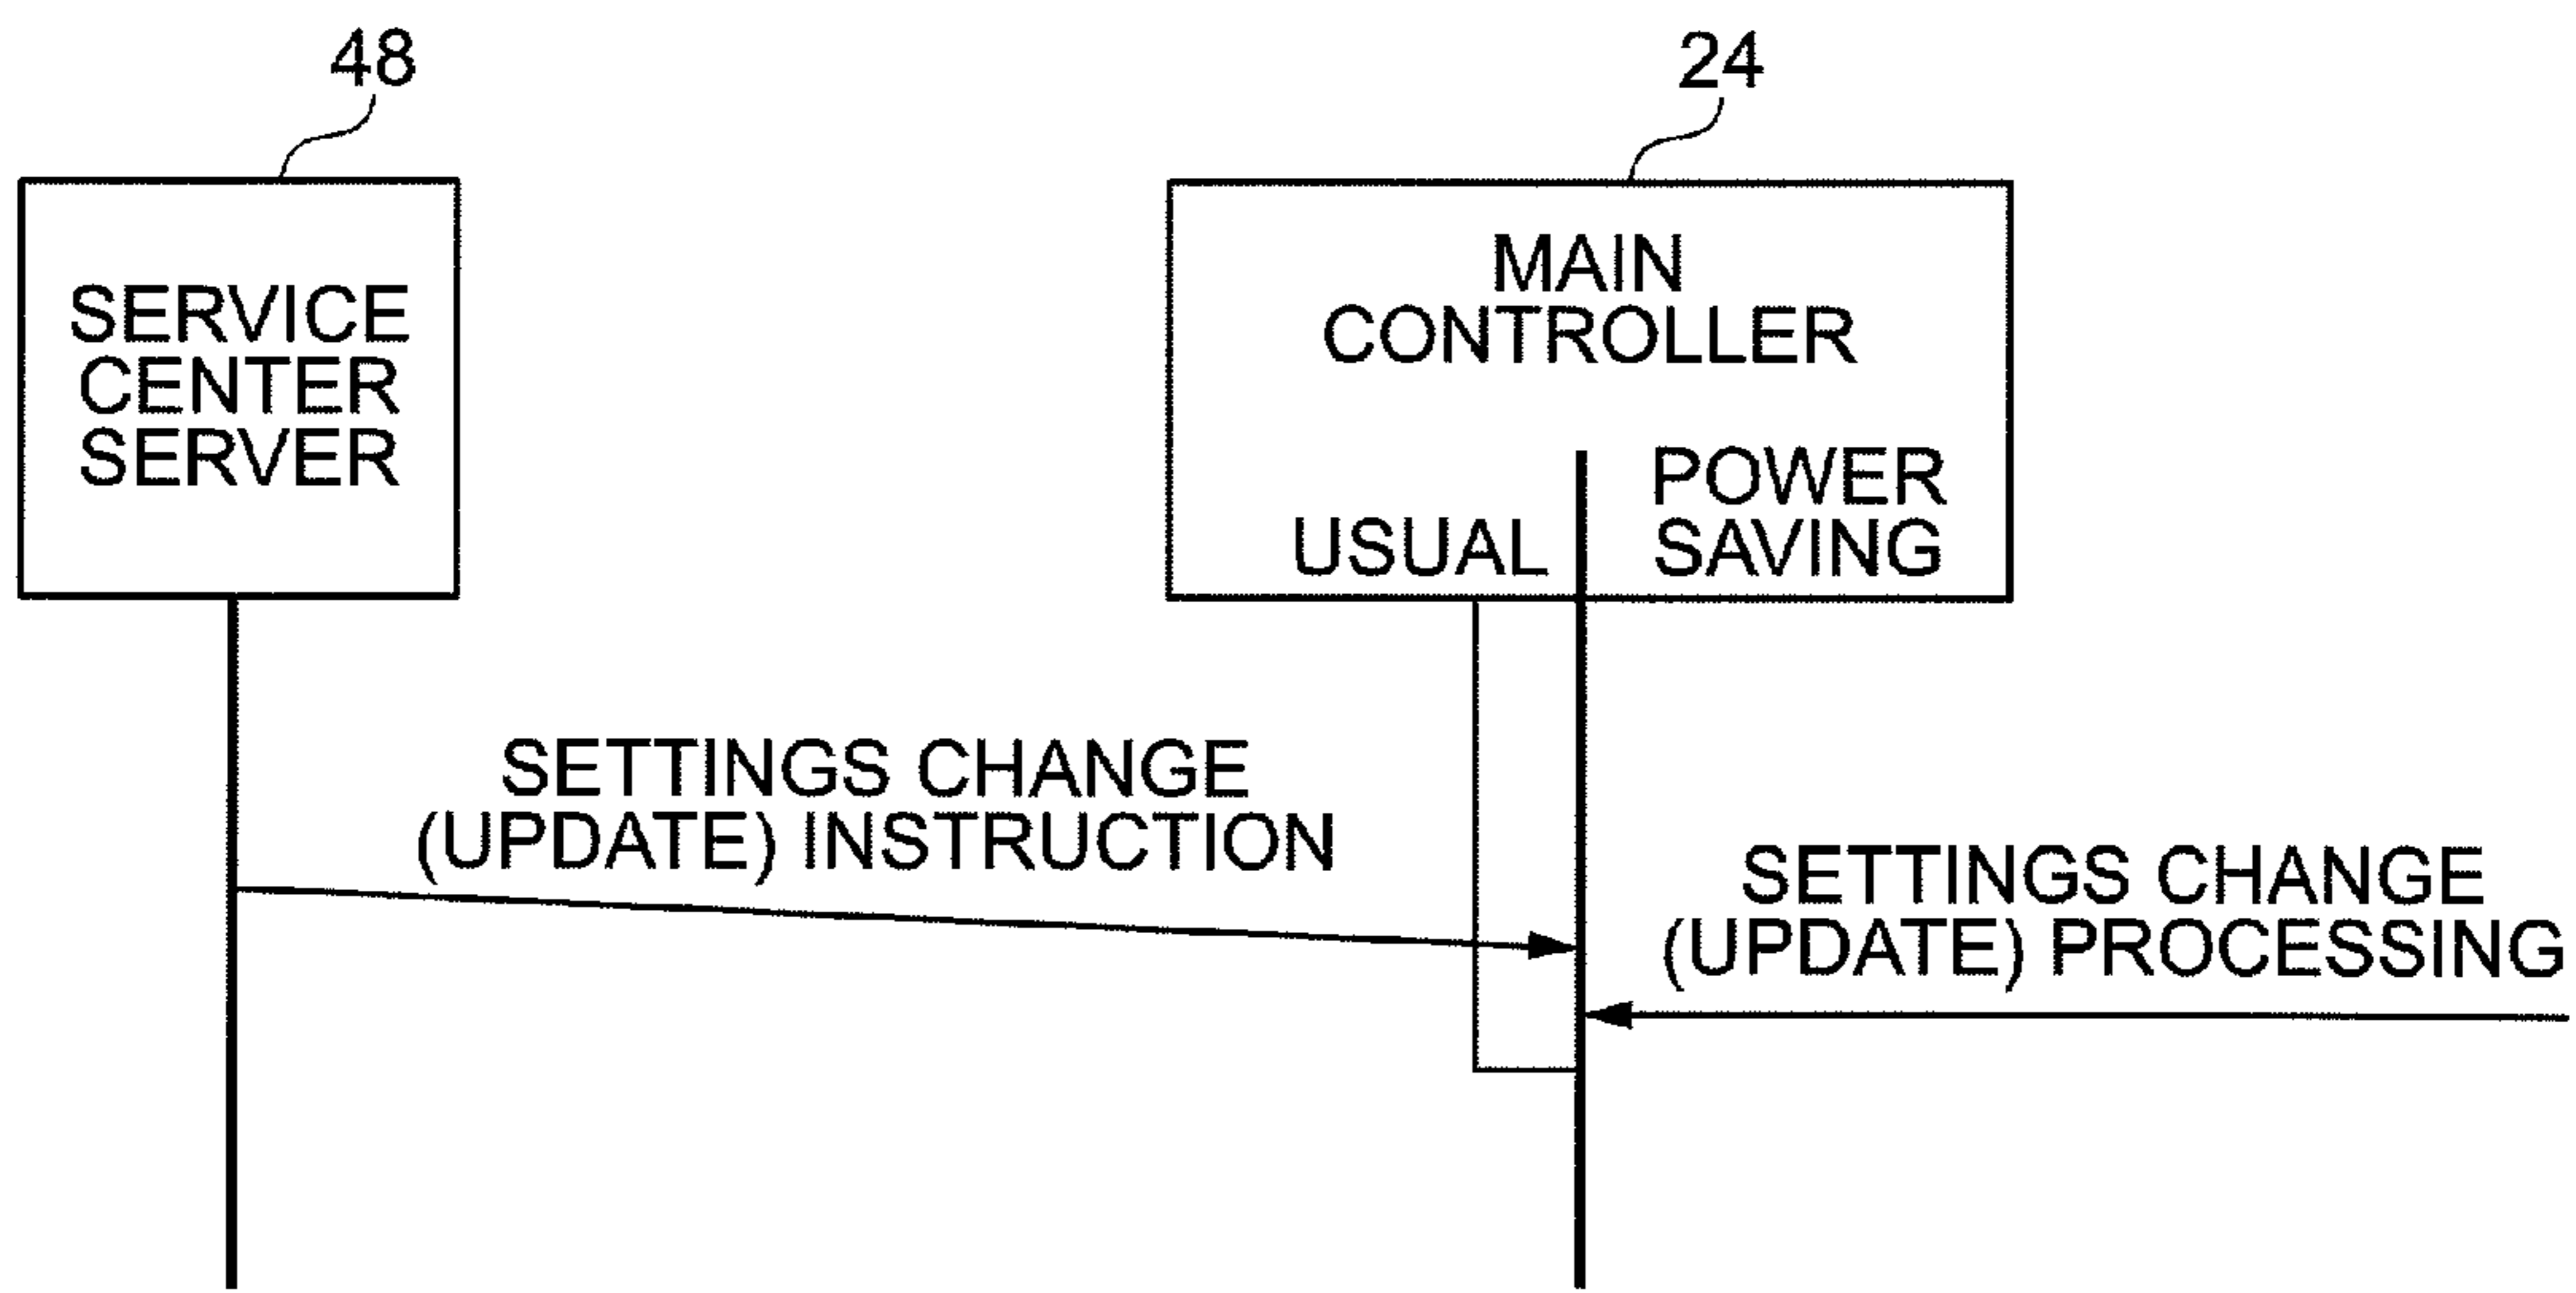 48
24
SERVICE
CENTER
SERVER
MAIN
CONTROLLER
USUAL
POWER
SAVING
SETTINGS CHANGE
(UPDATE) INSTRUCTION
SETTINGS CHANGE
(UPDATE) PROCESSING